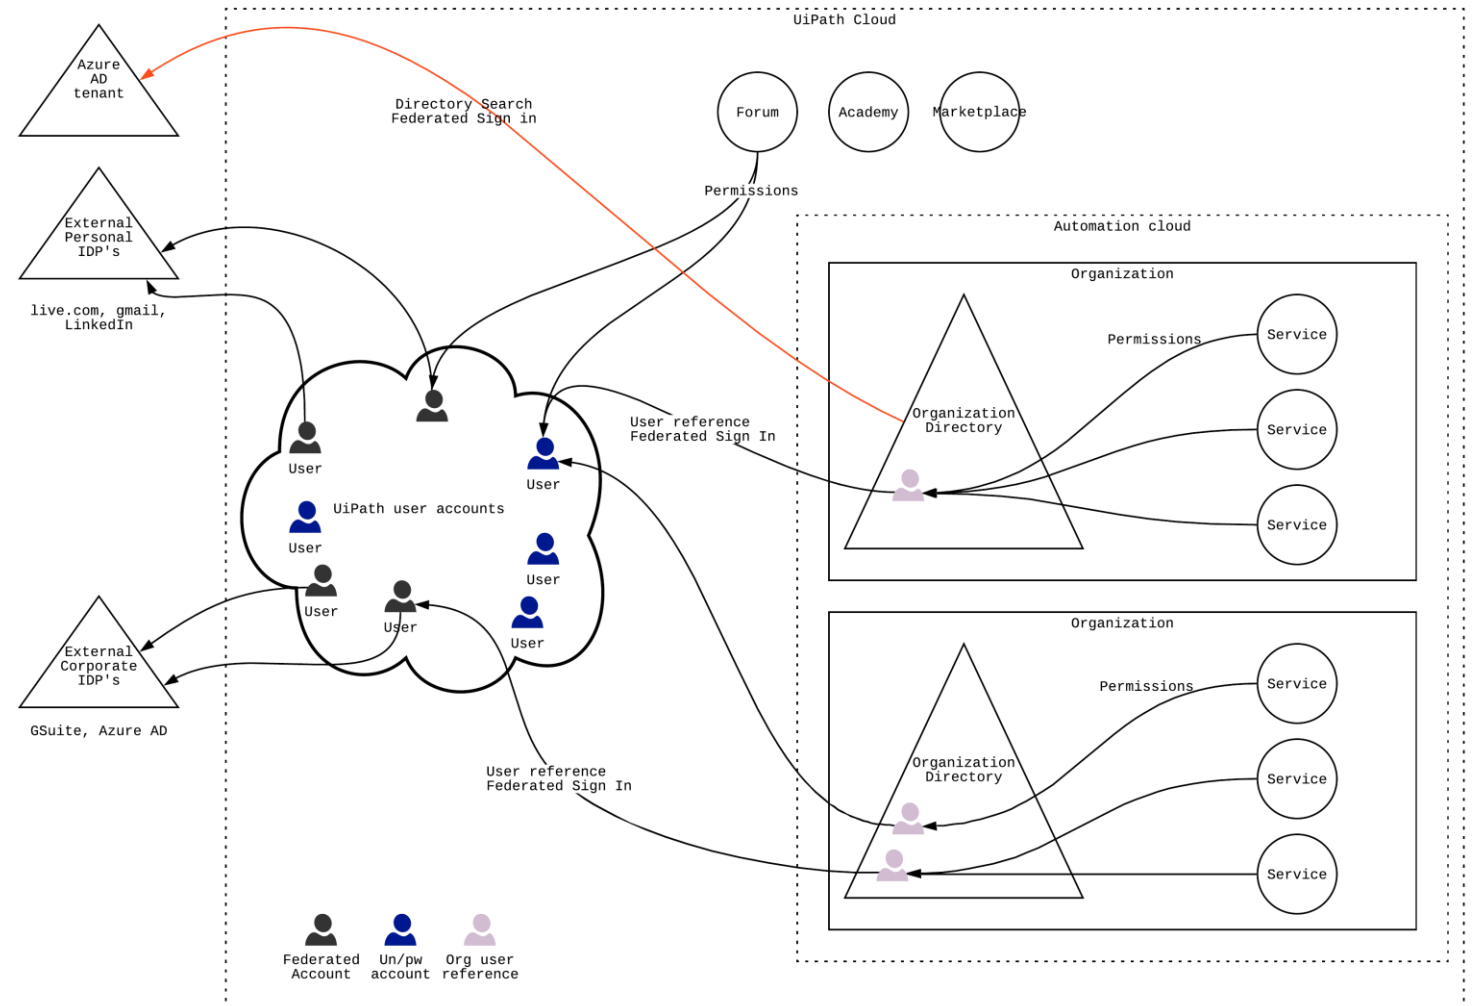 UiPath Cloud
Azure
AD
tenant
Directory Search
Federated Sign in
Forum
Academy
Marketplace
Permissions
External
Personal
IDP's
live.com, gmail,
LinkedIn
Automation cloud
Organization
Permissions
Service
Organization
Directory
Service
Service
User reference
Federated Sign In
User
User
UiPath user accounts
User
User
User
User
User
External
Corporate
IDP's
GSuite, Azure AD
User reference
Federated Sign In
Organization
Permissions
Service
Organization
Directory
Service
Service
Federated
Account
Un/pw
account
Org user
reference